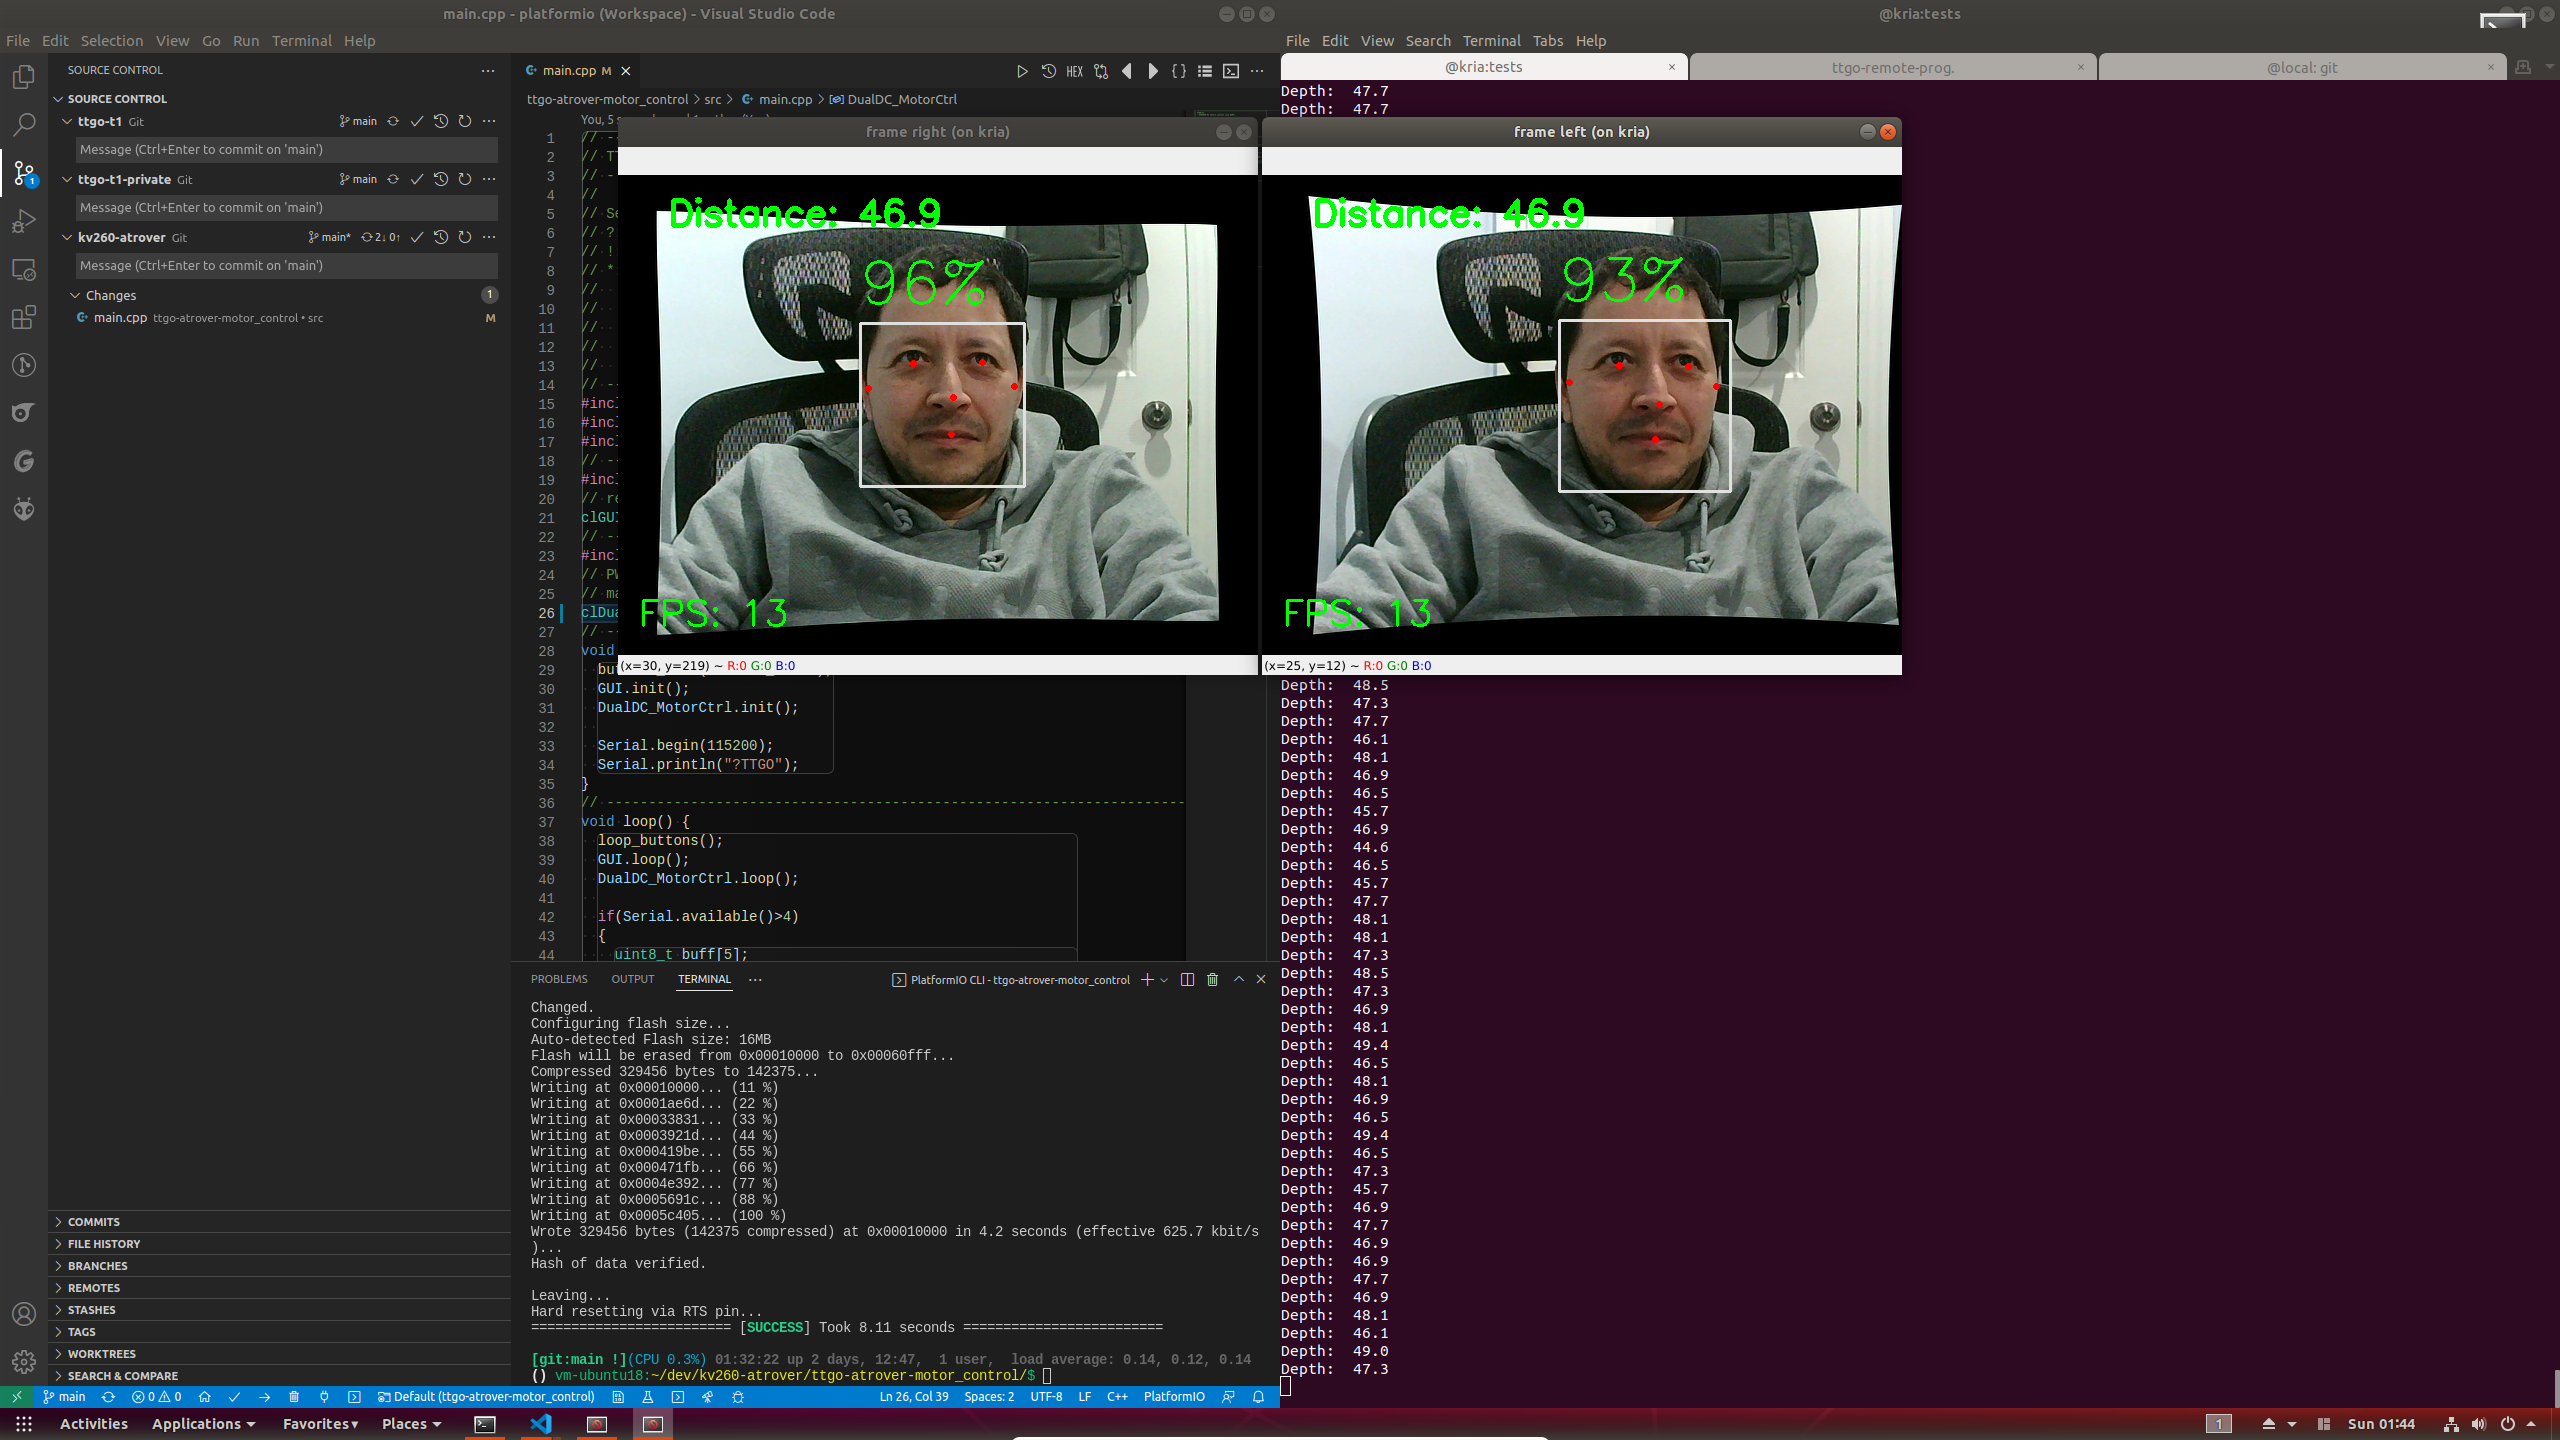 main.cpp - platformio (Workspace) - Visual Studio Code
@kria:tests
File Edit Selection View Go Run Terminal Help
File Edit View Search Terminal Tabs Help
SOURCE CONTROL
main.cpp M
HEX
@kria:tests
ttgo-remote-prog.
@local: git
SOURCE CONTROL
ttgo-t1 Git main
Message (Ctrl+Enter to commit on 'main')
ttgo-t1-private Git main
Message (Ctrl+Enter to commit on 'main')
kv260-atrover Git main* 2↓ 0↑
Message (Ctrl+Enter to commit on 'main')
Changes 1
main.cpp ttgo-atrover-motor_control • src M
COMMITS
FILE HISTORY
BRANCHES
REMOTES
STASHES
TAGS
WORKTREES
SEARCH & COMPARE
ttgo-atrover-motor_control > src > main.cpp > DualDC_MotorCtrl
You, 5 s
1 // --
2 // TT
3 // -
4 //
5 // Se
6 // ?
7 // !
8 // *
9 //
10 //
11 //
12 //
13 //
14 // --
15 #incl
16 #incl
17 #incl
18 // --
19 #incl
20 // re
21 clGUI
22 // --
23 #incl
24 // PW
25 // ma
26 clDua
27 // --
28 void
29 bu
30 GUI.init();
31 DualDC_MotorCtrl.init();
32
33 Serial.begin(115200);
34 Serial.println("?TTGO");
35 }
36 // ---------------------------------------------------------------------
37 void loop() {
38 loop_buttons();
39 GUI.loop();
40 DualDC_MotorCtrl.loop();
41
42 if(Serial.available()>4)
43 {
44 uint8_t buff[5];
frame right (on kria)
Distance: 46.9
96%
FPS: 13
(x=30, y=219) ~ R:0 G:0 B:0
frame left (on kria)
Distance: 46.9
93%
FPS: 13
(x=25, y=12) ~ R:0 G:0 B:0
PROBLEMS OUTPUT TERMINAL PlatformIO CLI - ttgo-atrover-motor_control
Changed.
Configuring flash size...
Auto-detected Flash size: 16MB
Flash will be erased from 0x00010000 to 0x00060fff...
Compressed 329456 bytes to 142375...
Writing at 0x00010000... (11 %)
Writing at 0x0001ae6d... (22 %)
Writing at 0x00033831... (33 %)
Writing at 0x0003921d... (44 %)
Writing at 0x000419be... (55 %)
Writing at 0x000471fb... (66 %)
Writing at 0x0004e392... (77 %)
Writing at 0x0005691c... (88 %)
Writing at 0x0005c405... (100 %)
Wrote 329456 bytes (142375 compressed) at 0x00010000 in 4.2 seconds (effective 625.7 kbit/s
)...
Hash of data verified.
Leaving...
Hard resetting via RTS pin...
========================= [SUCCESS] Took 8.11 seconds =========================
[git:main !](CPU 0.3%) 01:32:22 up 2 days, 12:47, 1 user, load average: 0.14, 0.12, 0.14
() vm-ubuntu18:~/dev/kv260-atrover/ttgo-atrover-motor_control/$
Depth: 47.7
Depth: 47.7
Depth: 48.5
Depth: 47.3
Depth: 47.7
Depth: 46.1
Depth: 48.1
Depth: 46.9
Depth: 46.5
Depth: 45.7
Depth: 46.9
Depth: 44.6
Depth: 46.5
Depth: 45.7
Depth: 47.7
Depth: 48.1
Depth: 48.1
Depth: 47.3
Depth: 48.5
Depth: 47.3
Depth: 46.9
Depth: 48.1
Depth: 49.4
Depth: 46.5
Depth: 48.1
Depth: 46.9
Depth: 46.5
Depth: 49.4
Depth: 46.5
Depth: 47.3
Depth: 45.7
Depth: 46.9
Depth: 47.7
Depth: 46.9
Depth: 46.9
Depth: 47.7
Depth: 46.9
Depth: 48.1
Depth: 46.1
Depth: 49.0
Depth: 47.3
main 0 0 Default (ttgo-atrover-motor_control) Ln 26, Col 39 Spaces: 2 UTF-8 LF C++ PlatformIO
Activities Applications Favorites Places 1 Sun 01:44